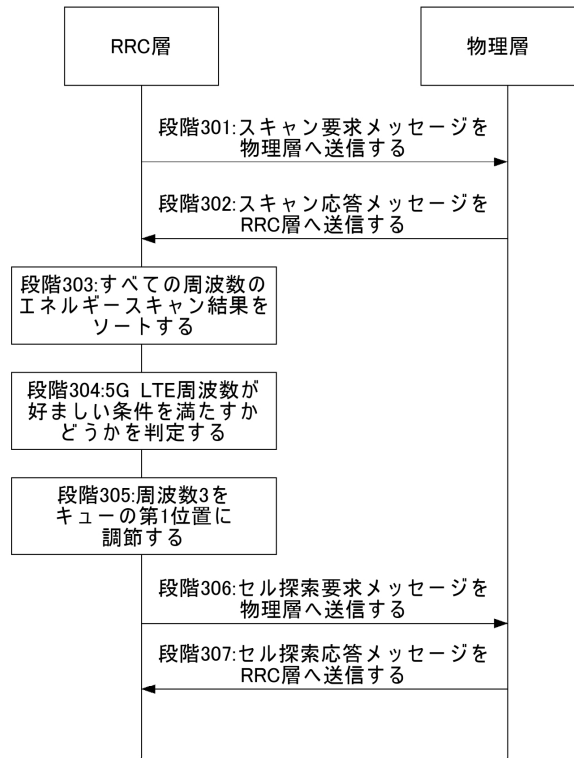 RRC層
物理層
段階301:スキャン要求メッセージを
物理層へ送信する
段階302:スキャン応答メッセージを
RRC層へ送信する
段階303:すべての周波数の
エネルギースキャン結果を
ソートする
段階304:5G LTE周波数が
好ましい条件を満たすか
どうかを判定する
段階305:周波数3を
キューの第1位置に
調節する
段階306:セル探索要求メッセージを
物理層へ送信する
段階307:セル探索応答メッセージを
RRC層へ送信する